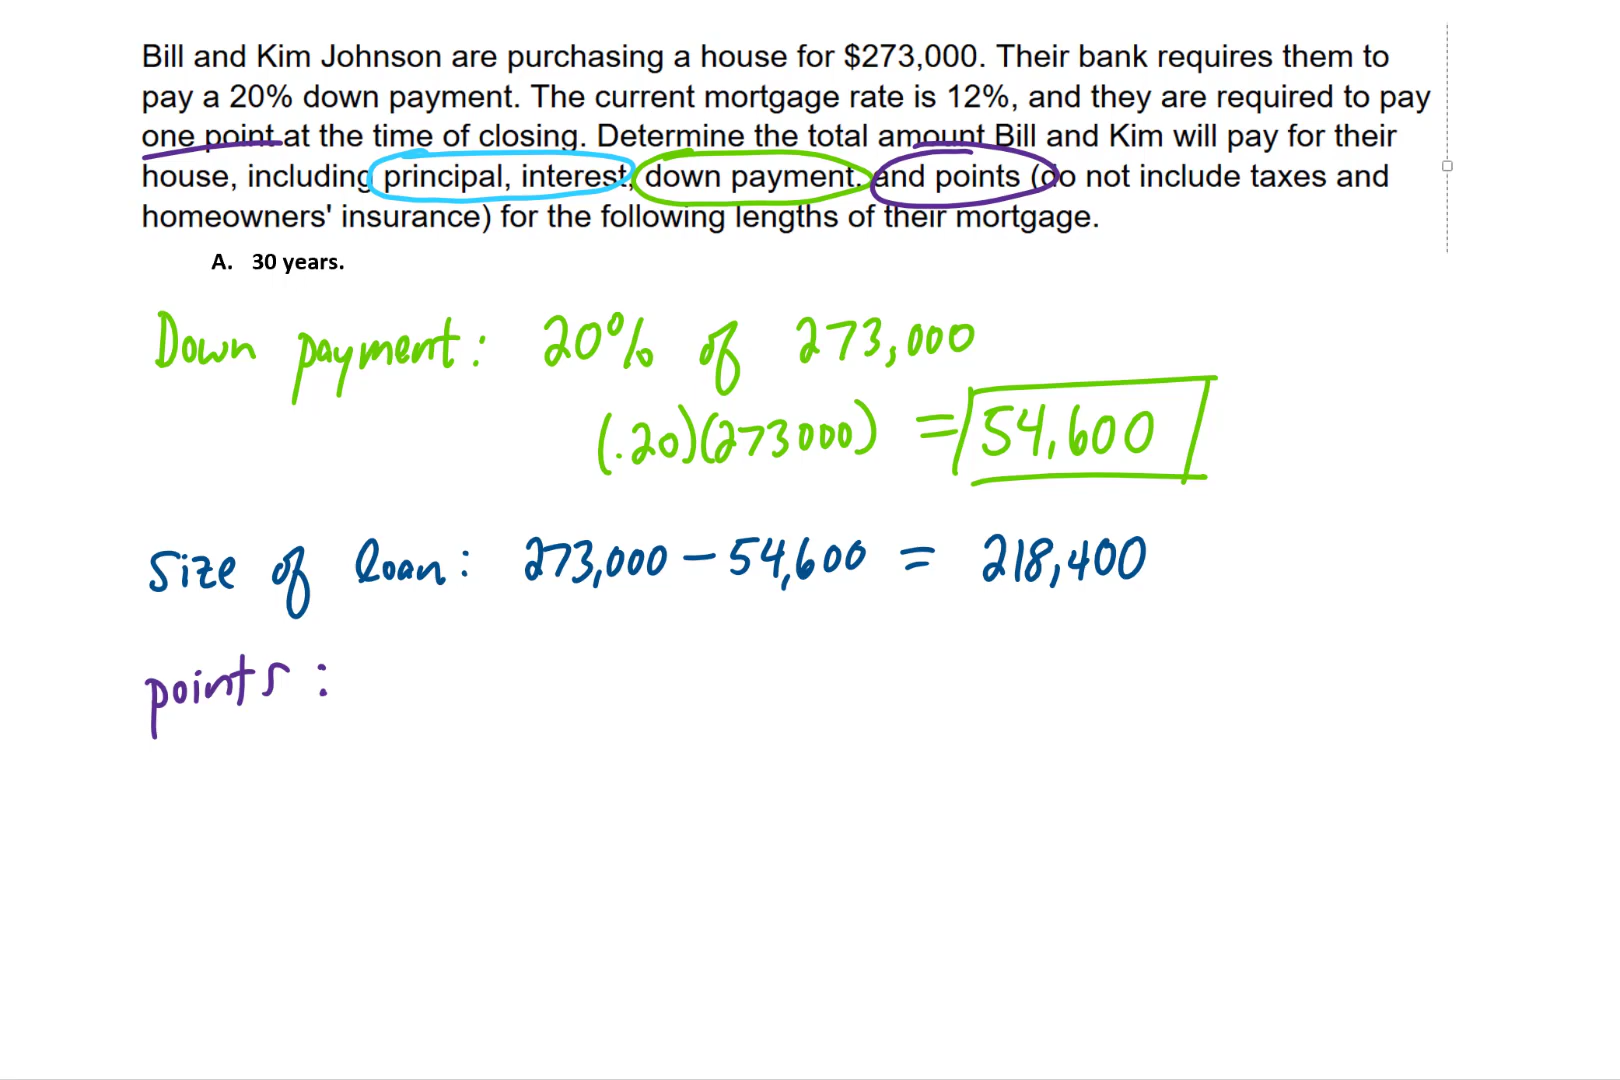 Bill and Kim Johnson are purchasing a house for $273,000. Their bank requires them to
pay a 20% down payment. The current mortgage rate is 12%, and they are required to pay
one point at the time of closing. Determine the total amount Bill and Kim will pay for their
house, including principal, interest, down payment, and points (do not include taxes and
homeowners' insurance) for the following lengths of their mortgage.
A. 30 years.
Down payment: 20% of 273,000
(.20)(273000) = 54,600
Size of loan: 273,000 - 54,600 = 218,400
points: